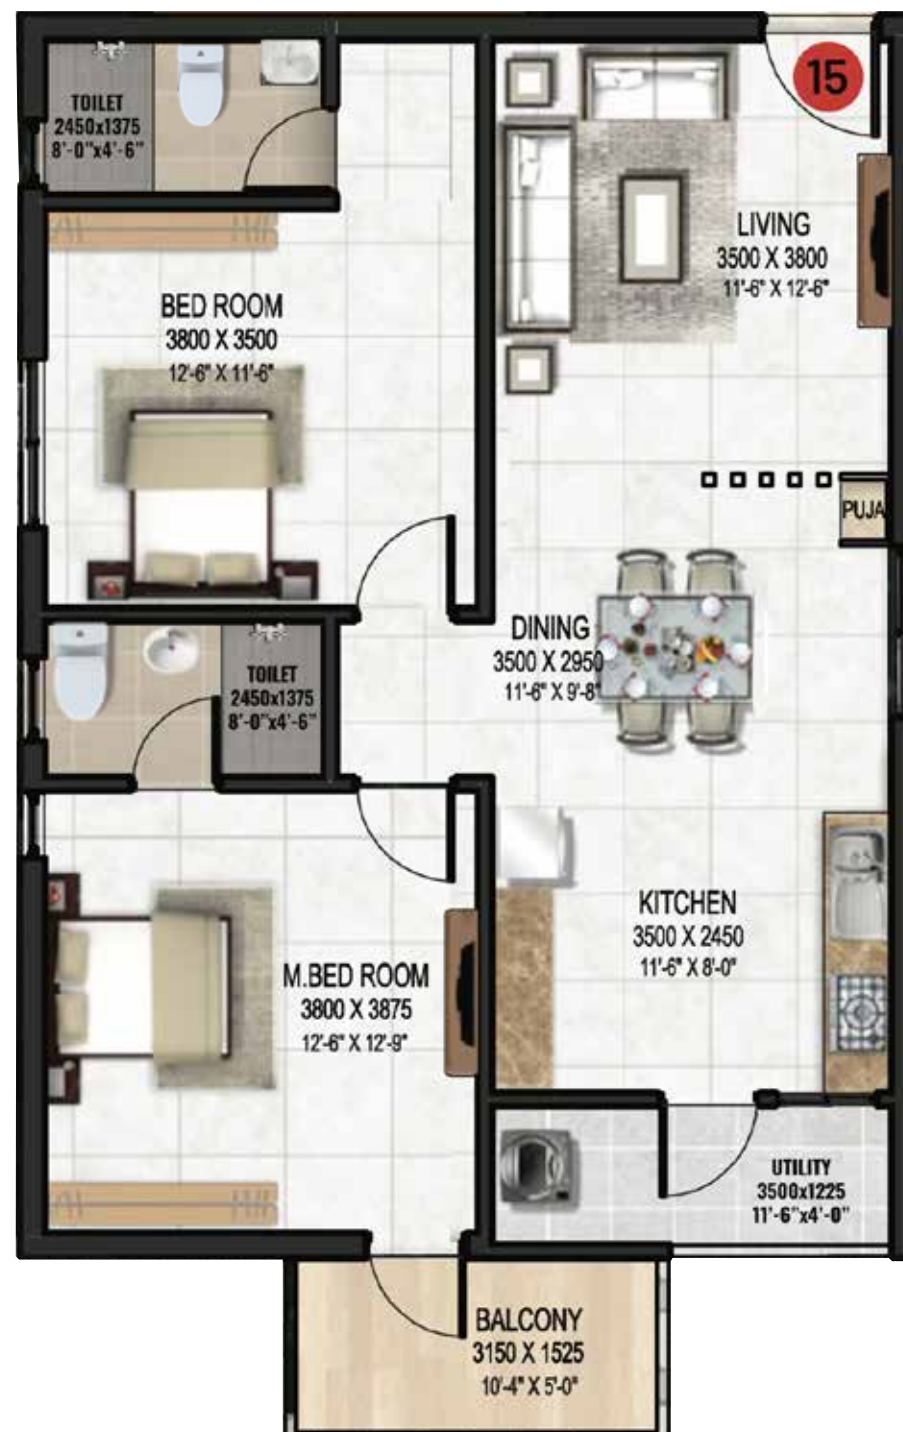 15
TOILET
2450x1375
8'-0"x4'-6"
LIVING
3500 X 3800
11'-6" X 12'-6"
BED ROOM
3800 X 3500
12'-6" X 11'-6"
PUJA
DINING
3500 X 2950
11'-6" X 9'-8"
TOILET
2450x1375
8'-0"x4'-6"
KITCHEN
3500 X 2450
11'-6" X 8'-0"
M.BED ROOM
3800 X 3875
12'-6" X 12'-9"
UTILITY
3500x1225
11'-6"x4'-0"
BALCONY
3150 X 1525
10'-4" X 5'-0"